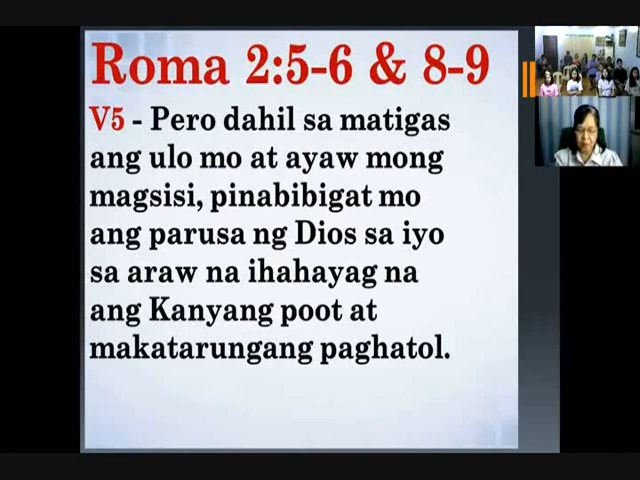 Roma 2:5-6 & 8-9
V5 - Pero dahil sa matigas
ang ulo mo at ayaw mong
magsisi, pinabibigat mo
ang parusa ng Dios sa iyo
sa araw na ihahayag na
ang Kanyang poot at
makatarungang paghatol.